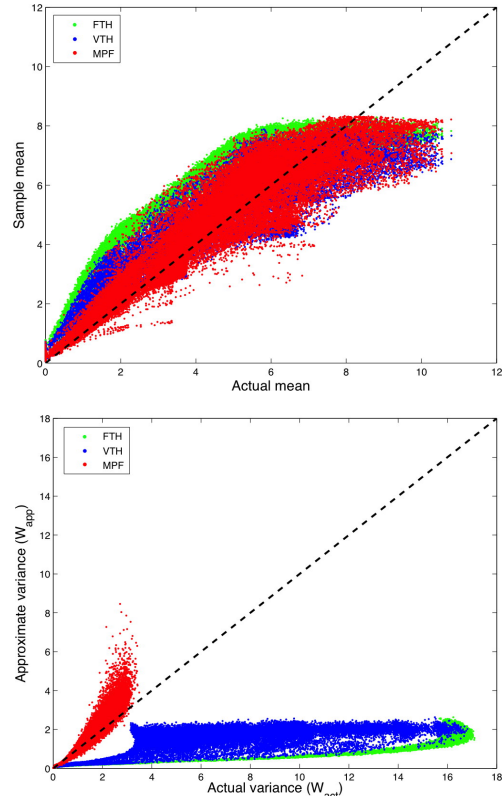 12
FTH
VTH
MPF
10
8
6
4
2
0
Sample mean
0 2 4 6 8 10 12
Actual mean
18
FTH
VTH
MPF
16
14
12
10
8
6
4
2
0
Approximate variance (W_app)
0 2 4 6 8 10 12 14 16 18
Actual variance (W_act)